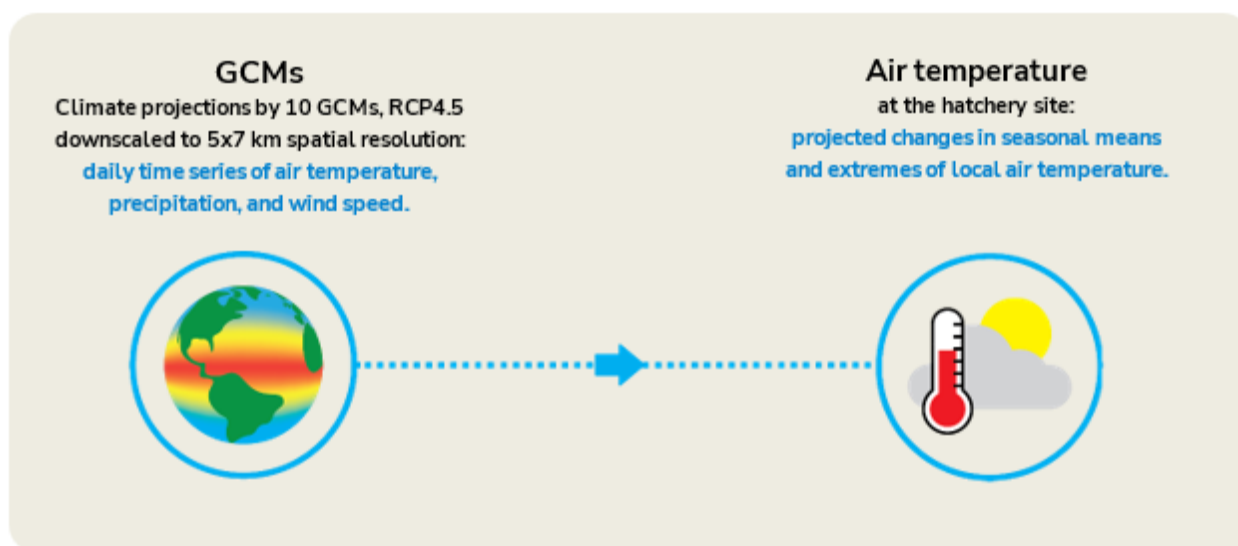 GCMs
Climate projections by 10 GCMs, RCP4.5
downscaled to 5x7 km spatial resolution:
daily time series of air temperature,
precipitation, and wind speed.
Air temperature
at the hatchery site:
projected changes in seasonal means
and extremes of local air temperature.